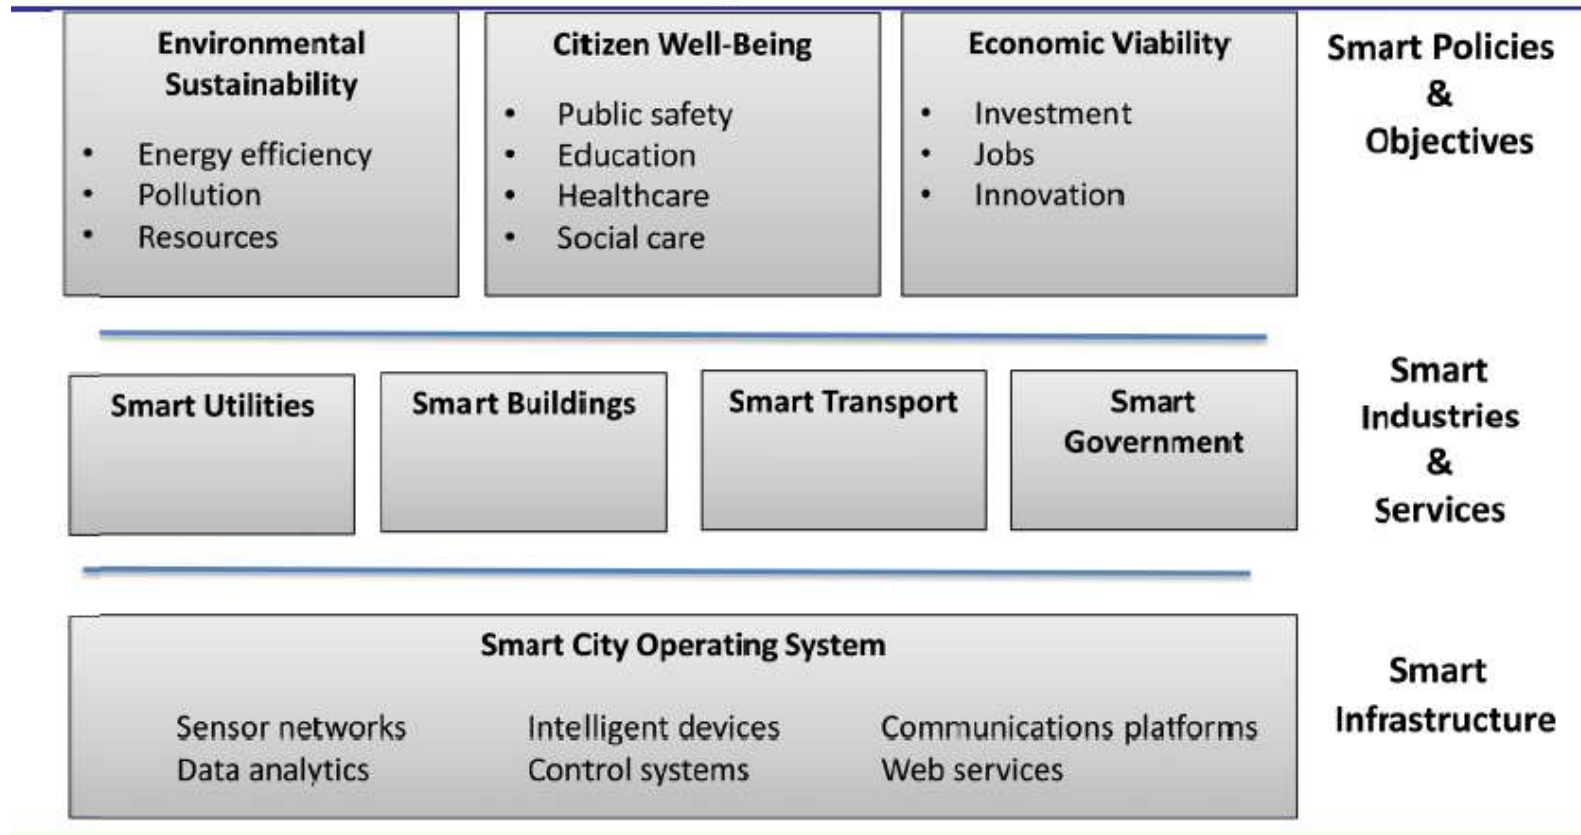 Environmental
Sustainability
• Energy efficiency
• Pollution
• Resources
Citizen Well-Being
• Public safety
• Education
• Healthcare
• Social care
Economic Viability
• Investment
• Jobs
• Innovation
Smart Policies
&
Objectives
Smart Utilities
Smart Buildings
Smart Transport
Smart
Government
Smart
Industries
&
Services
Smart City Operating System
Sensor networks
Data analytics
Intelligent devices
Control systems
Communications platforms
Web services
Smart
Infrastructure